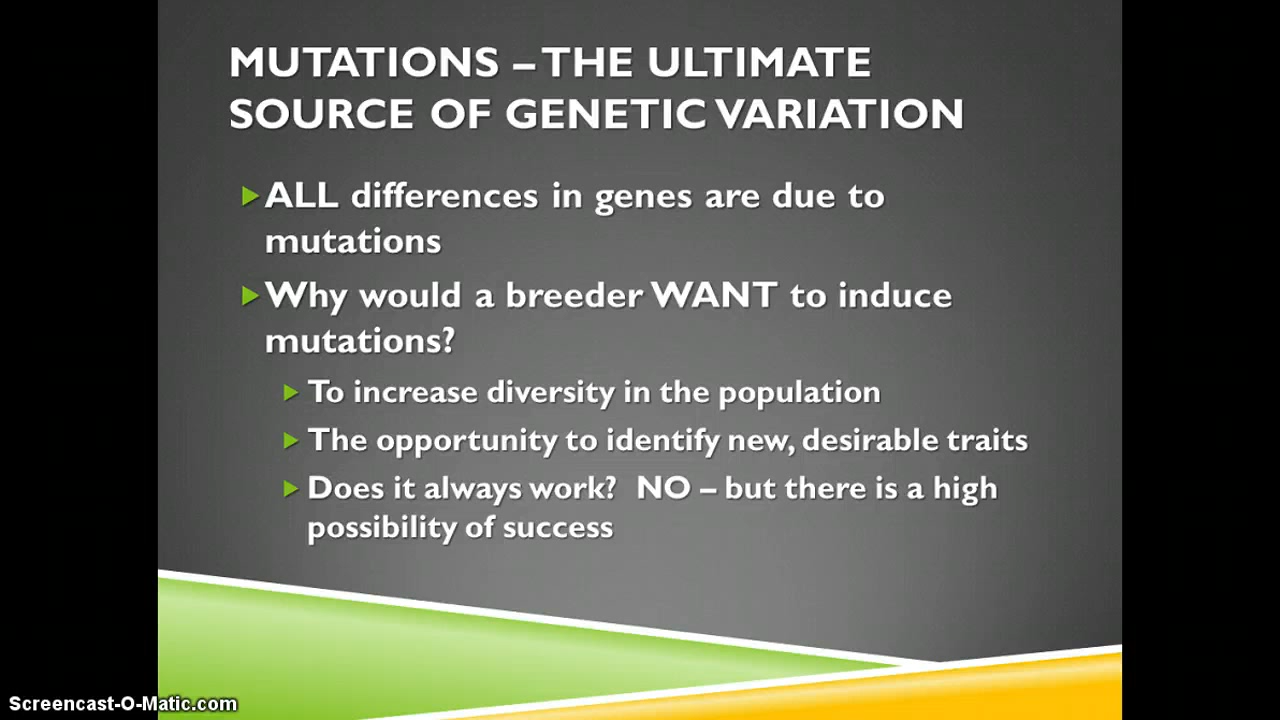 MUTATIONS – THE ULTIMATE
SOURCE OF GENETIC VARIATION
ALL differences in genes are due to
mutations
Why would a breeder WANT to induce
mutations?
To increase diversity in the population
The opportunity to identify new, desirable traits
Does it always work? NO – but there is a high
possibility of success
Screencast-O-Matic.com